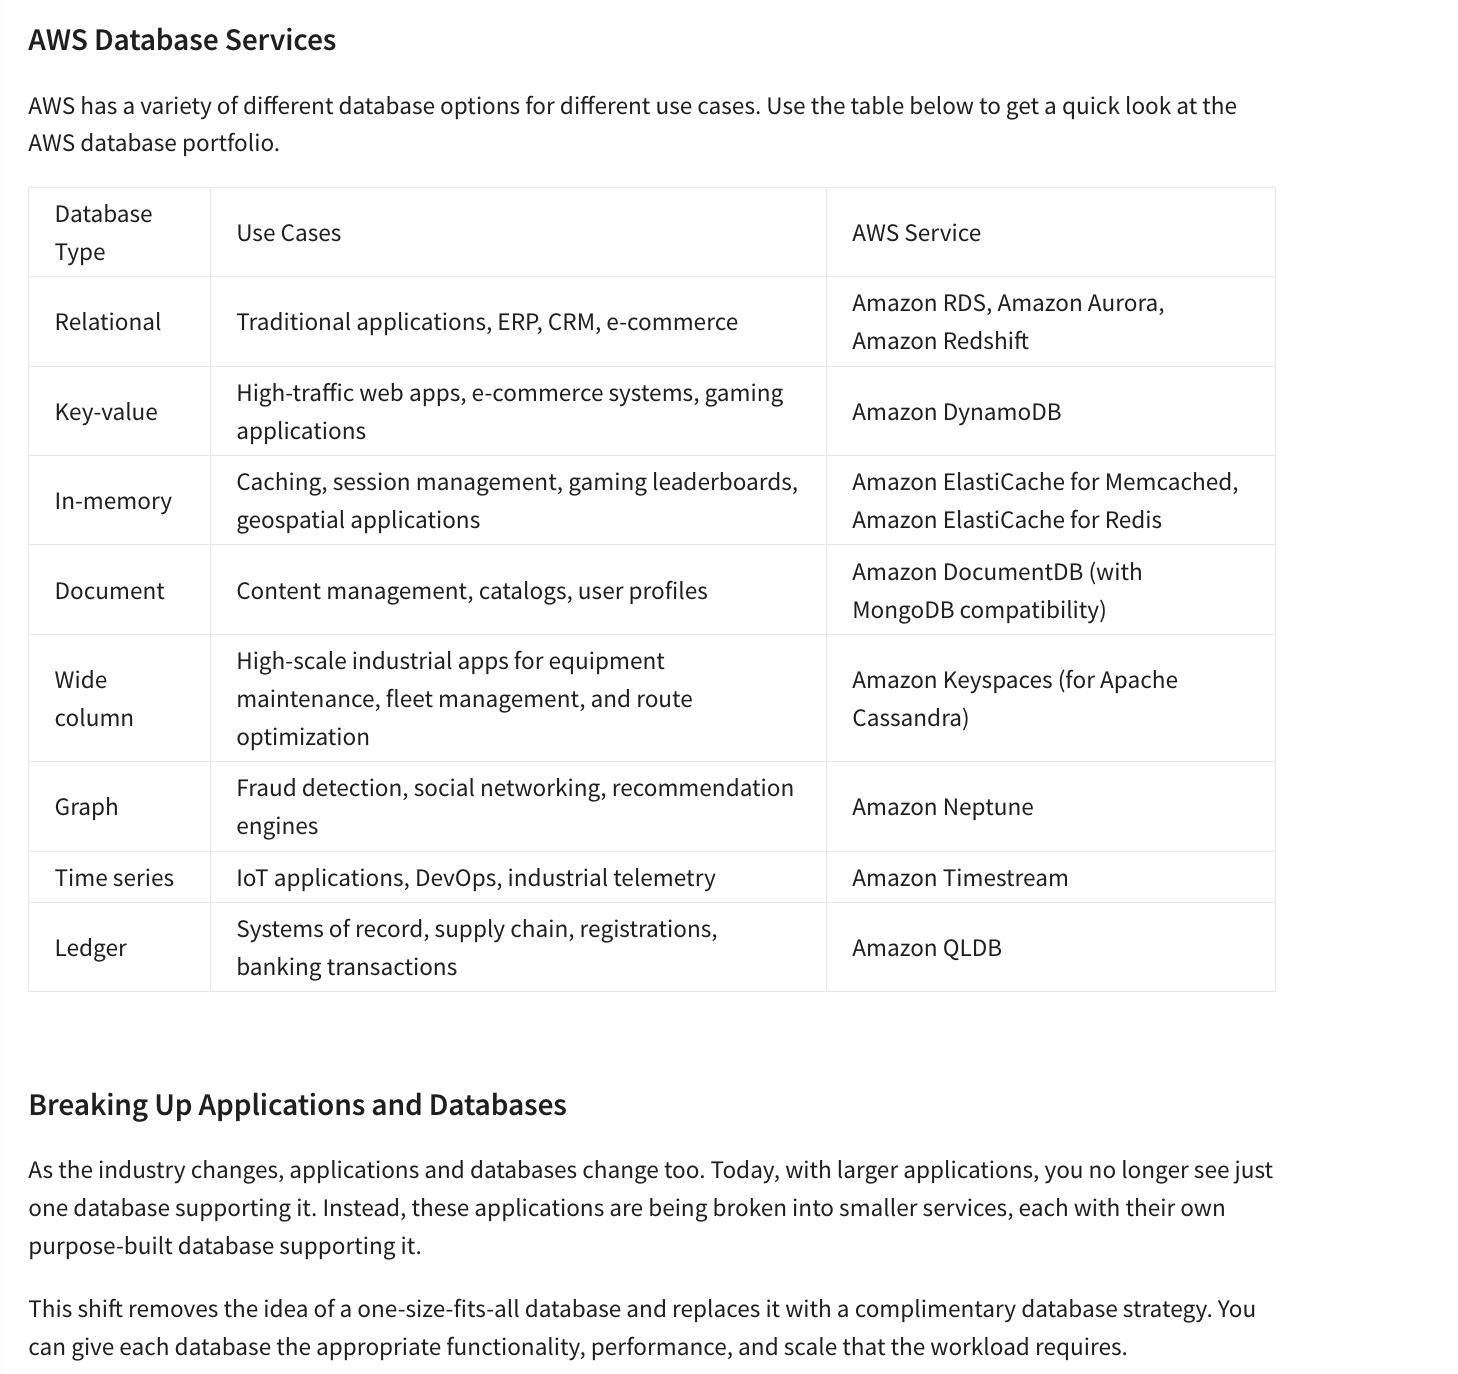 AWS Database Services
AWS has a variety of different database options for different use cases. Use the table below to get a quick look at the
AWS database portfolio.
Database
Type
Use Cases
AWS Service
Relational
Traditional applications, ERP, CRM, e-commerce
Amazon RDS, Amazon Aurora,
Amazon Redshift
Key-value
High-traffic web apps, e-commerce systems, gaming
applications
Amazon DynamoDB
In-memory
Caching, session management, gaming leaderboards,
geospatial applications
Amazon ElastiCache for Memcached,
Amazon ElastiCache for Redis
Document
Content management, catalogs, user profiles
Amazon DocumentDB (with
MongoDB compatibility)
Wide
column
High-scale industrial apps for equipment
maintenance, fleet management, and route
optimization
Amazon Keyspaces (for Apache
Cassandra)
Graph
Fraud detection, social networking, recommendation
engines
Amazon Neptune
Time series
IoT applications, DevOps, industrial telemetry
Amazon Timestream
Ledger
Systems of record, supply chain, registrations,
banking transactions
Amazon QLDB
Breaking Up Applications and Databases
As the industry changes, applications and databases change too. Today, with larger applications, you no longer see just
one database supporting it. Instead, these applications are being broken into smaller services, each with their own
purpose-built database supporting it.
This shift removes the idea of a one-size-fits-all database and replaces it with a complimentary database strategy. You
can give each database the appropriate functionality, performance, and scale that the workload requires.